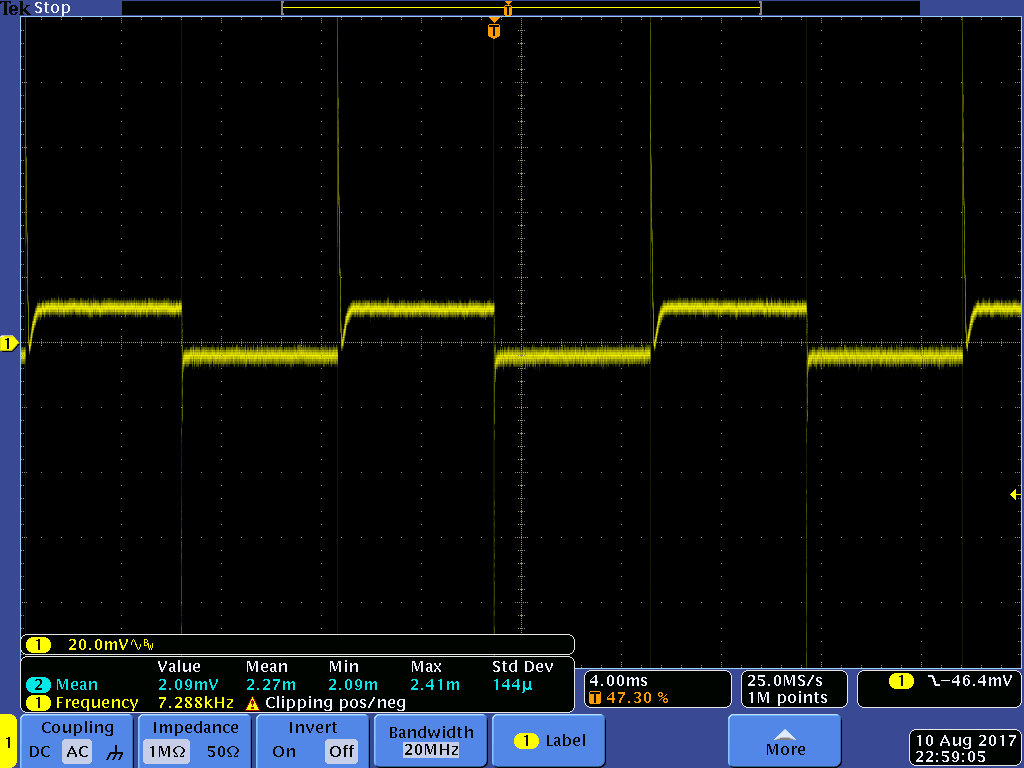 Tek Stop
T
T
1
1 20.0mV
Value Mean Min Max Std Dev
2 Mean 2.09mV 2.27m 2.09m 2.41m 144µ
1 Frequency 7.288kHz Clipping pos/neg
4.00ms
T 47.30 %
25.0MS/s
1M points
1 -46.4mV
1
Coupling
DC AC
Impedance
1MΩ 50Ω
Invert
On Off
Bandwidth
20MHz
1 Label
More
10 Aug 2017
22:59:05